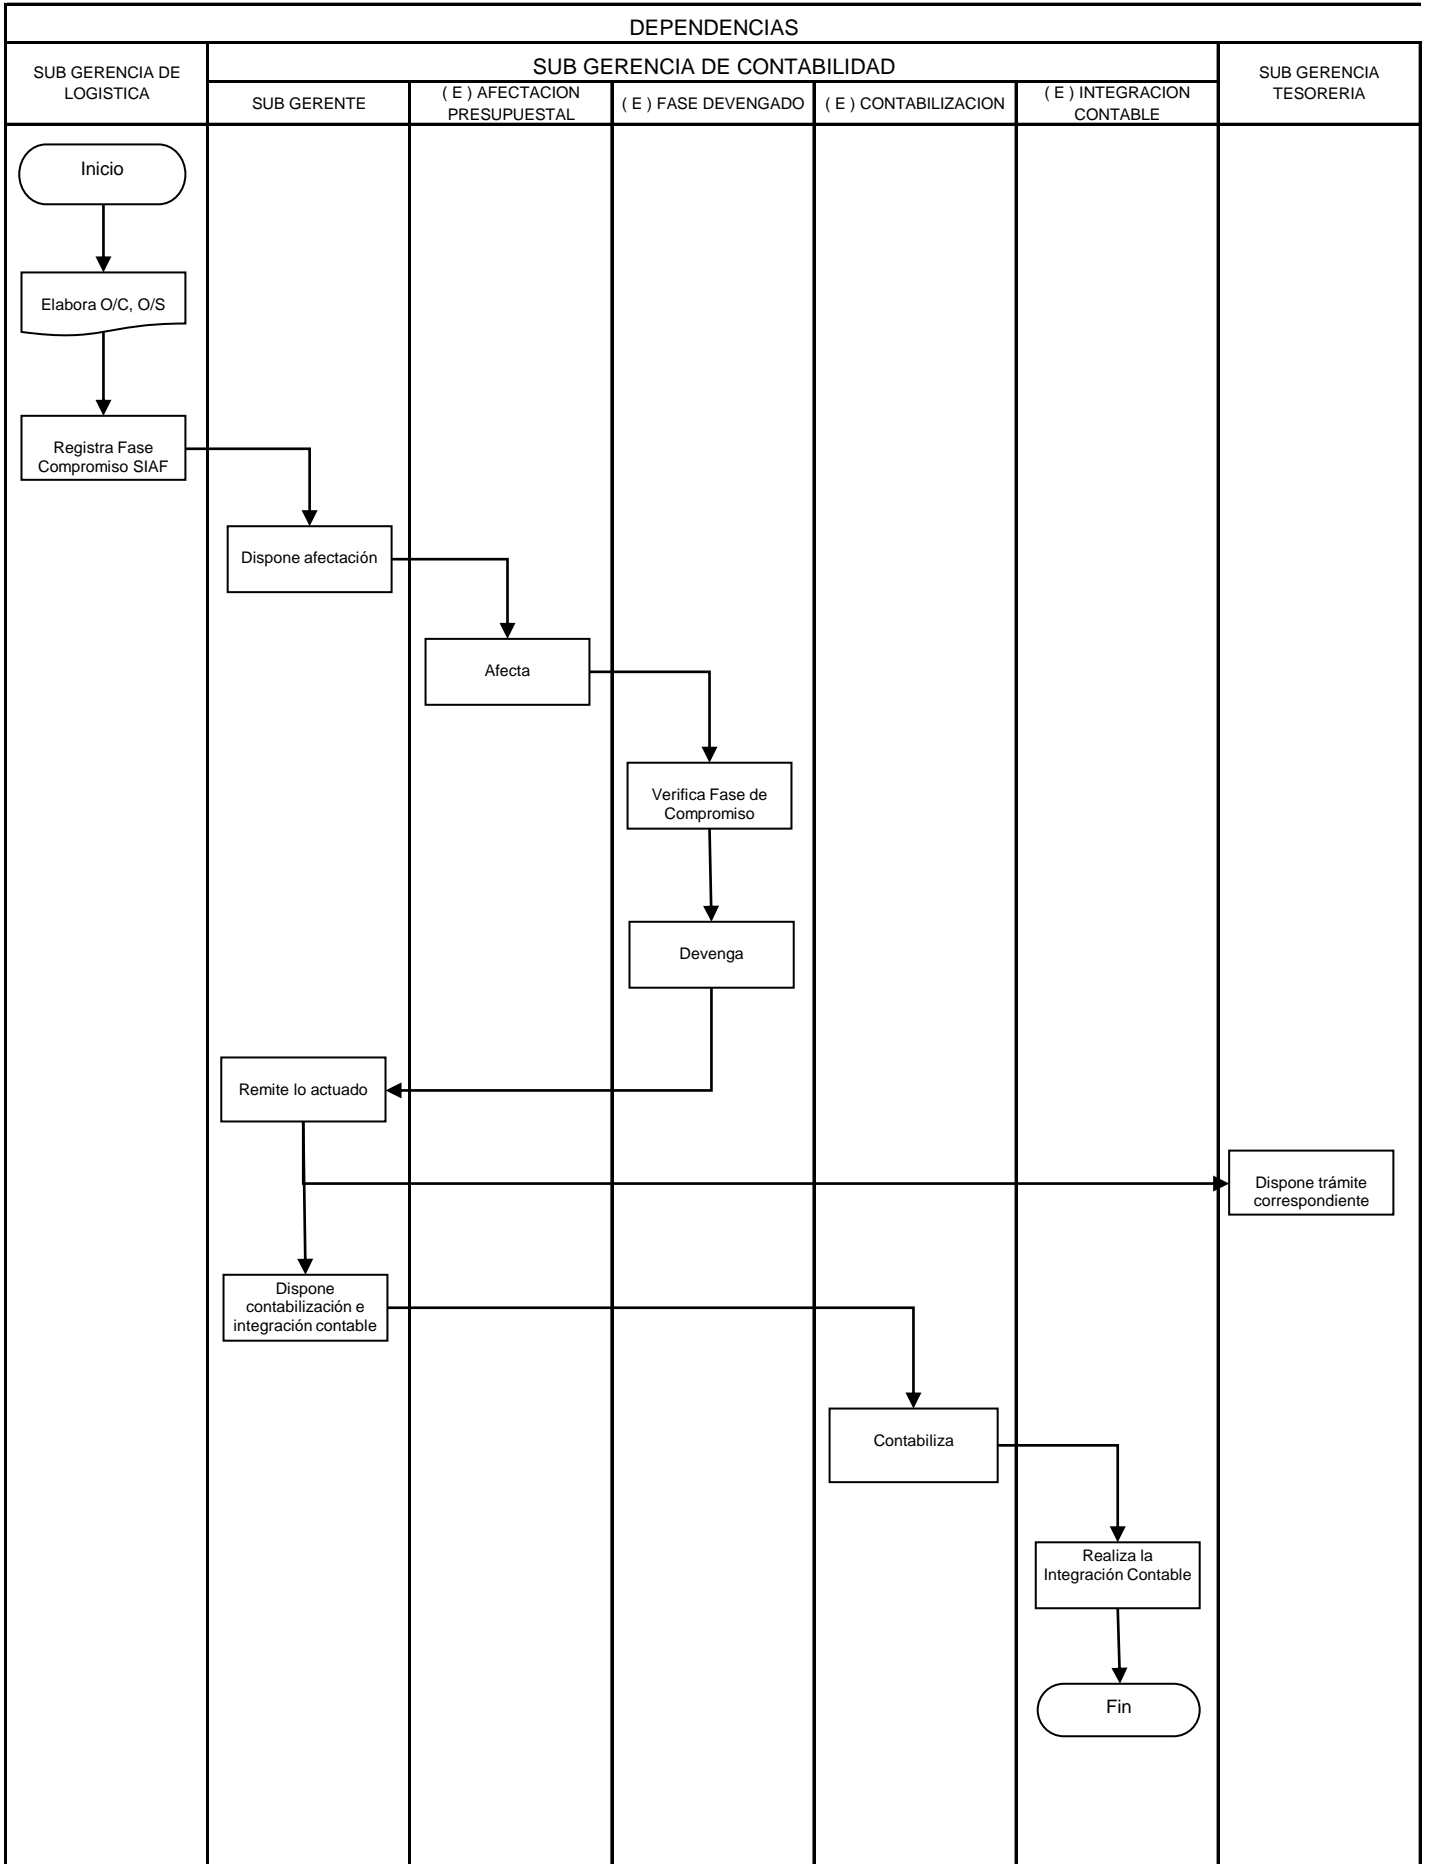 DEPENDENCIAS
SUB GERENCIA DE
LOGISTICA
SUB GERENCIA DE CONTABILIDAD
SUB GERENCIA
TESORERIA
SUB GERENTE
( E ) AFECTACION
PRESUPUESTAL
( E ) FASE DEVENGADO
( E ) CONTABILIZACION
( E ) INTEGRACION
CONTABLE
Inicio
Elabora O/C, O/S
Registra Fase
Compromiso SIAF
Dispone afectación
Afecta
Verifica Fase de
Compromiso
Devenga
Remite lo actuado
Dispone trámite
correspondiente
Dispone
contabilización e
integración contable
Contabiliza
Realiza la
Integración Contable
Fin